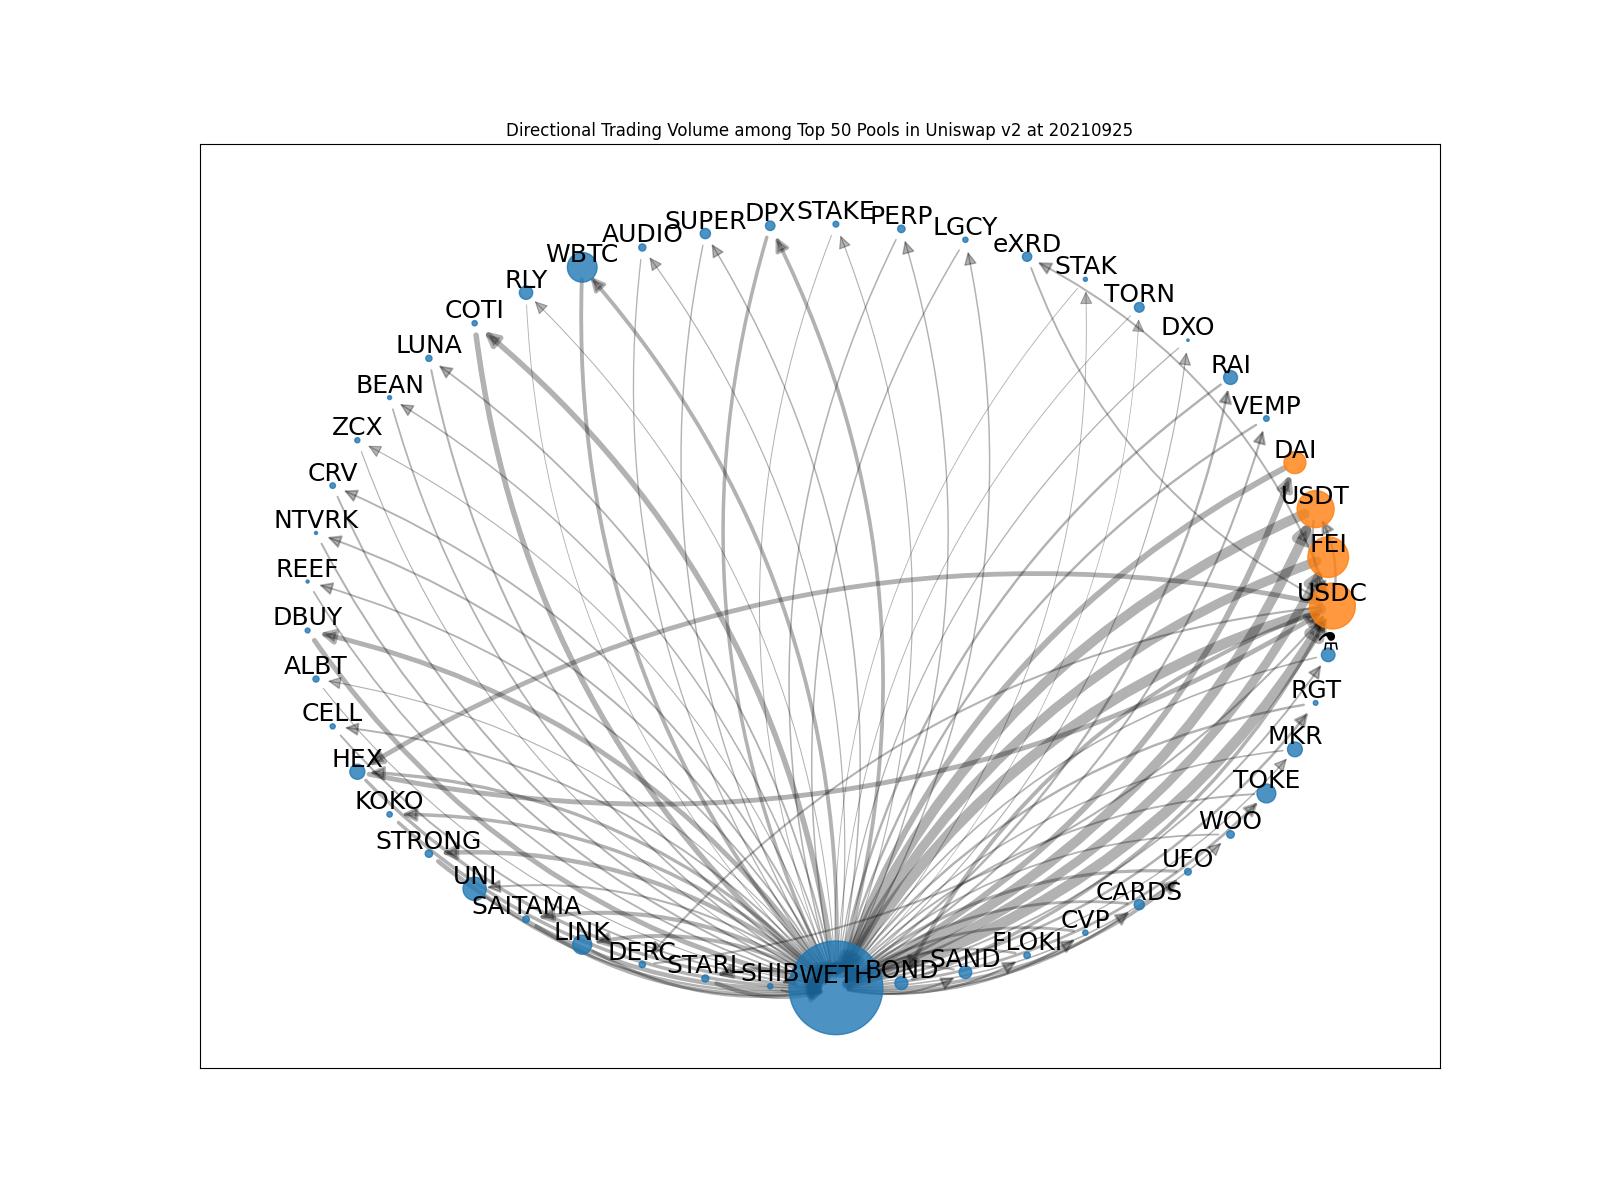 Directional Trading Volume among Top 50 Pools in Uniswap v2 at 20210925
STAKE
DPX
PERP
SUPER
LGCY
AUDIO
eXRD
WBTC
STAK
RLY
TORN
COTI
DXO
LUNA
RAI
BEAN
VEMP
ZCX
DAI
CRV
USDT
NTVRK
FEI
REEF
USDC
DBUY
⚗
ALBT
RGT
CELL
MKR
HEX
TOKE
KOKO
WOO
STRONG
UFO
UNI
CARDS
SAITAMA
CVP
LINK
FLOKI
DERC
SAND
STARL
BOND
SHIB
WETH